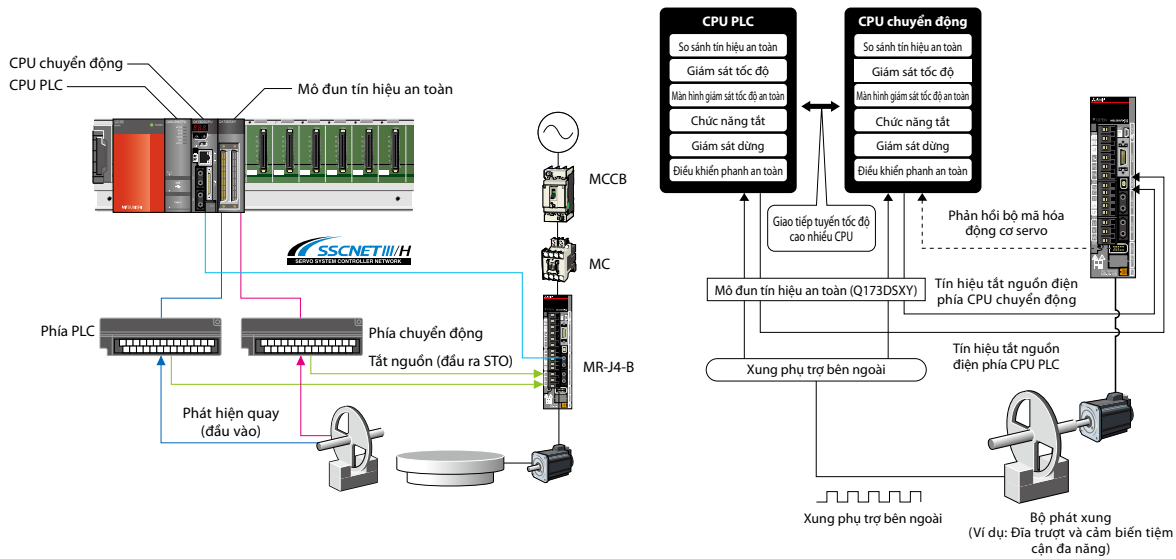 CPU chuyển động
CPU PLC
Mô đun tín hiệu an toàn
MITSUBISHI
MCCB
SSCNETIII/H
SERVO SYSTEM CONTROLLER NETWORK
MC
Phía PLC
Phía chuyển động
Tắt nguồn (đầu ra STO)
MR-J4-B
Phát hiện quay
(đầu vào)
CPU PLC
So sánh tín hiệu an toàn
Giám sát tốc độ
Màn hình giám sát tốc độ an toàn
Chức năng tắt
Giám sát dừng
Điều khiển phanh an toàn
CPU chuyển động
So sánh tín hiệu an toàn
Giám sát tốc độ
Màn hình giám sát tốc độ an toàn
Chức năng tắt
Giám sát dừng
Điều khiển phanh an toàn
Giao tiếp tuyến tốc độ
cao nhiều CPU
Phản hồi bộ mã hóa
động cơ servo
Mô đun tín hiệu an toàn (Q173DSXY)
Tín hiệu tắt nguồn điện
phía CPU chuyển động
Xung phụ trợ bên ngoài
Tín hiệu tắt nguồn
điện phía CPU PLC
Xung phụ trợ bên ngoài
Bộ phát xung
(Ví dụ: Đĩa trượt và cảm biến tiệm
cận đa năng)